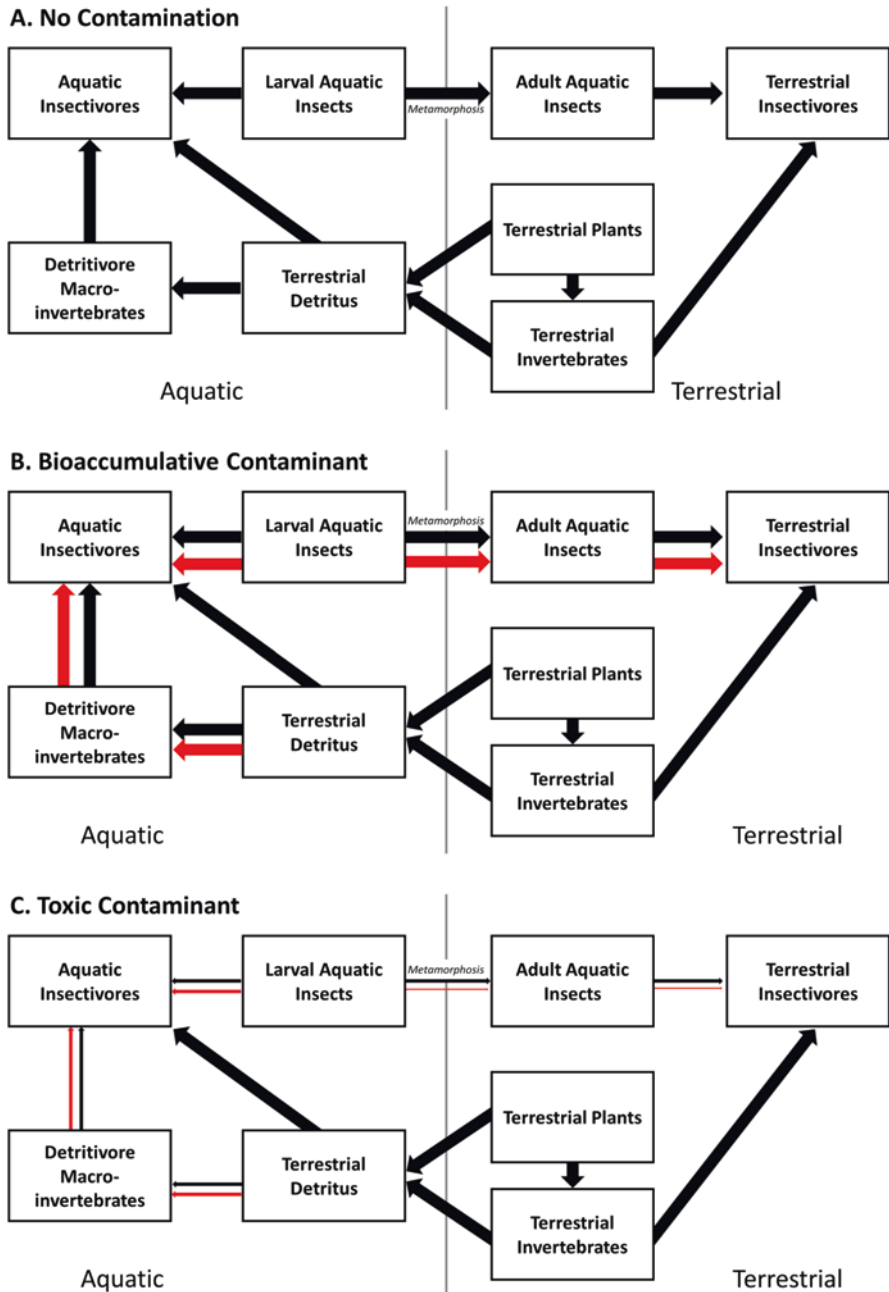 A. No Contamination
Aquatic
Insectivores
Larval Aquatic
Insects
Metamorphosis
Adult Aquatic
Insects
Terrestrial
Insectivores
Detritivore
Macro-
invertebrates
Terrestrial
Detritus
Terrestrial Plants
Terrestrial
Invertebrates
Aquatic
Terrestrial
B. Bioaccumulative Contaminant
Aquatic
Insectivores
Larval Aquatic
Insects
Metamorphosis
Adult Aquatic
Insects
Terrestrial
Insectivores
Detritivore
Macro-
invertebrates
Terrestrial
Detritus
Terrestrial Plants
Terrestrial
Invertebrates
Aquatic
Terrestrial
C. Toxic Contaminant
Aquatic
Insectivores
Larval Aquatic
Insects
Metamorphosis
Adult Aquatic
Insects
Terrestrial
Insectivores
Detritivore
Macro-
invertebrates
Terrestrial
Detritus
Terrestrial Plants
Terrestrial
Invertebrates
Aquatic
Terrestrial